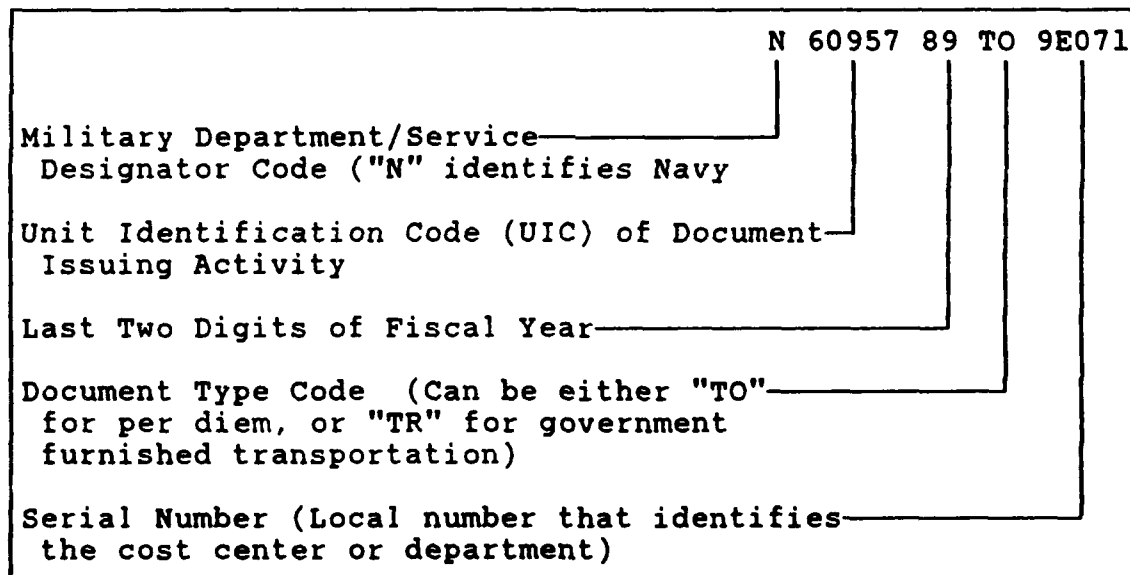 N 60957 89 TO 9E071
Military Department/Service
Designator Code ("N" identifies Navy
Unit Identification Code (UIC) of Document
Issuing Activity
Last Two Digits of Fiscal Year
Document Type Code (Can be either "TO"
for per diem, or "TR" for government
furnished transportation)
Serial Number (Local number that identifies
the cost center or department)